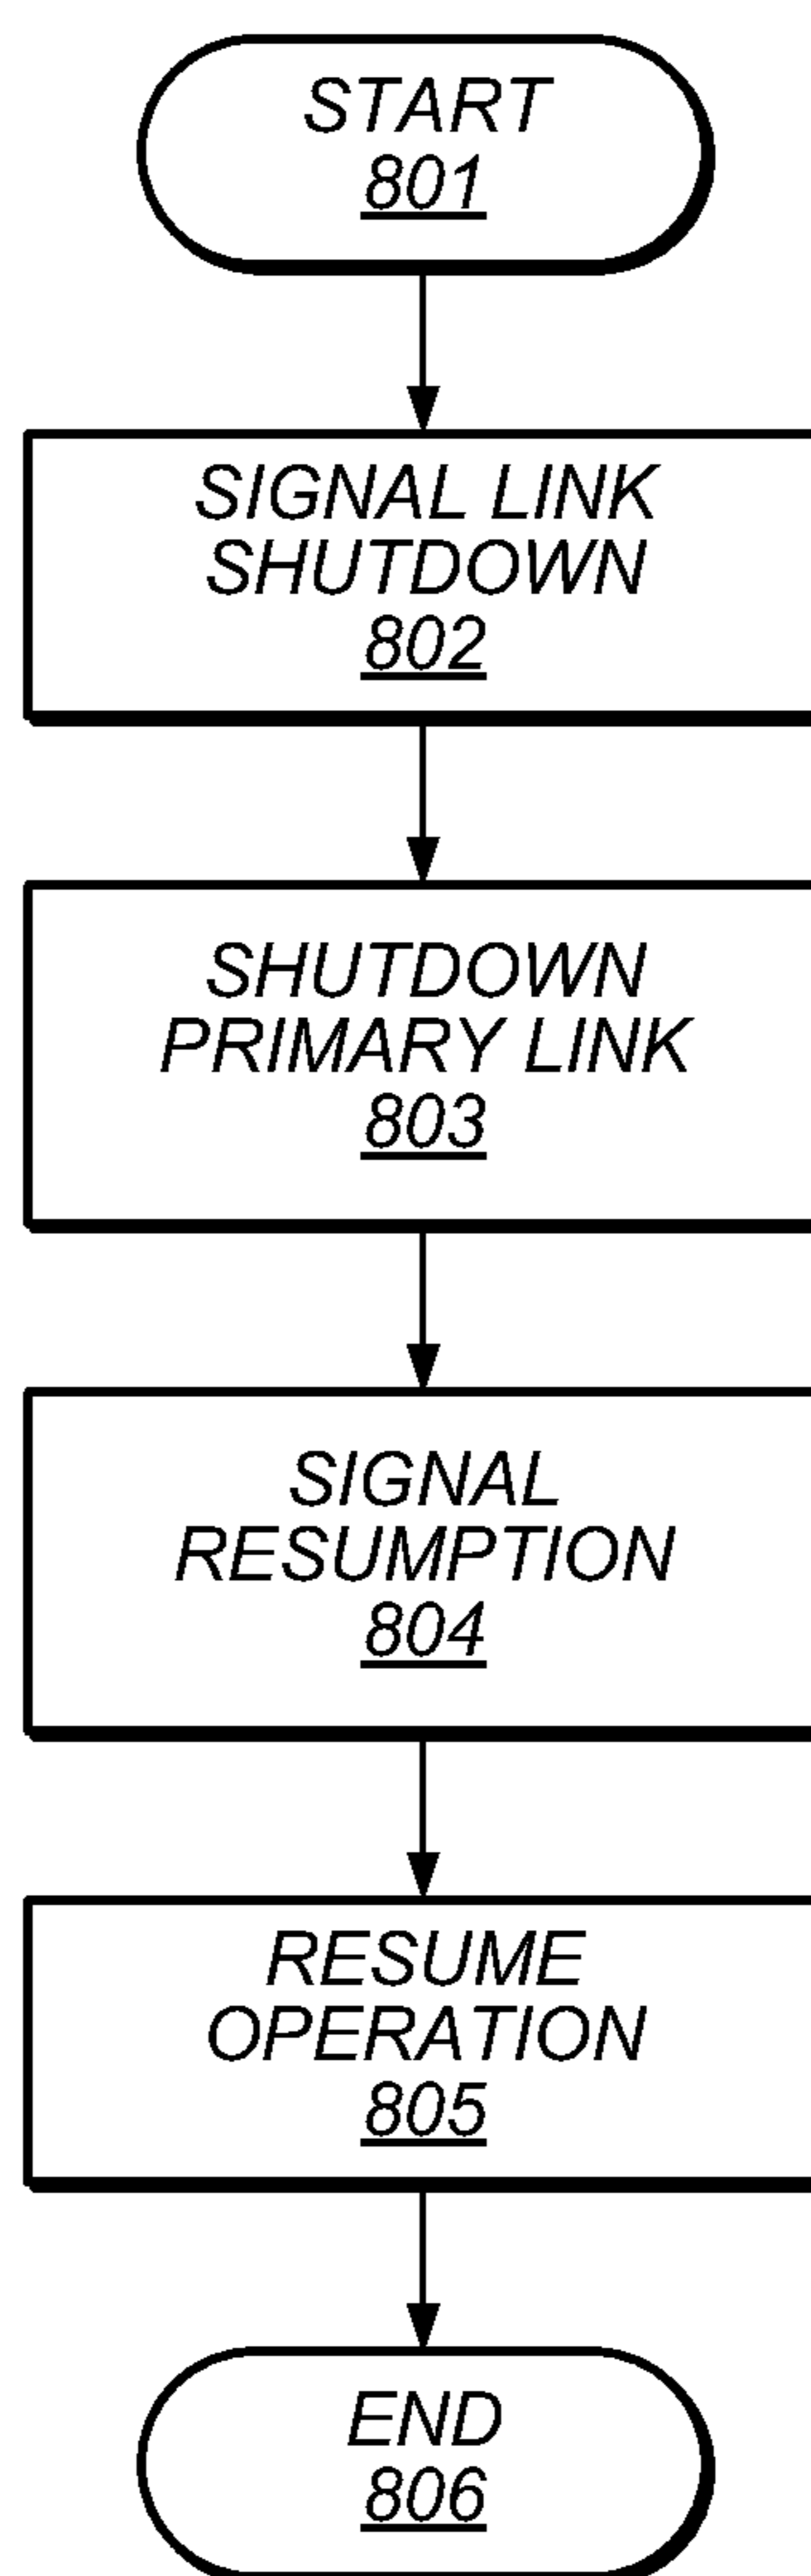 START
801
SIGNAL LINK
SHUTDOWN
802
SHUTDOWN
PRIMARY LINK
803
SIGNAL
RESUMPTION
804
RESUME
OPERATION
805
END
806